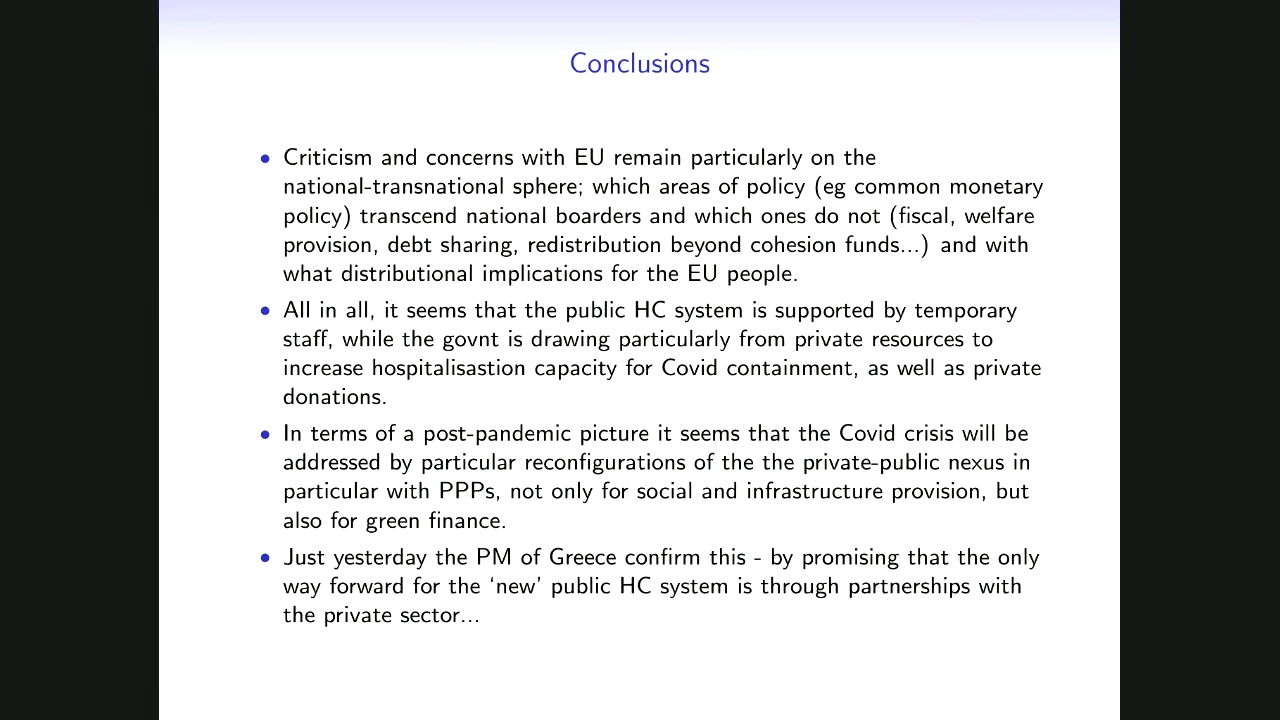 Conclusions
• Criticism and concerns with EU remain particularly on the
national-transnational sphere; which areas of policy (eg common monetary
policy) transcend national boarders and which ones do not (fiscal, welfare
provision, debt sharing, redistribution beyond cohesion funds...) and with
what distributional implications for the EU people.
• All in all, it seems that the public HC system is supported by temporary
staff, while the govnt is drawing particularly from private resources to
increase hospitalisastion capacity for Covid containment, as well as private
donations.
• In terms of a post-pandemic picture it seems that the Covid crisis will be
addressed by particular reconfigurations of the the private-public nexus in
particular with PPPs, not only for social and infrastructure provision, but
also for green finance.
• Just yesterday the PM of Greece confirm this - by promising that the only
way forward for the ‘new’ public HC system is through partnerships with
the private sector...